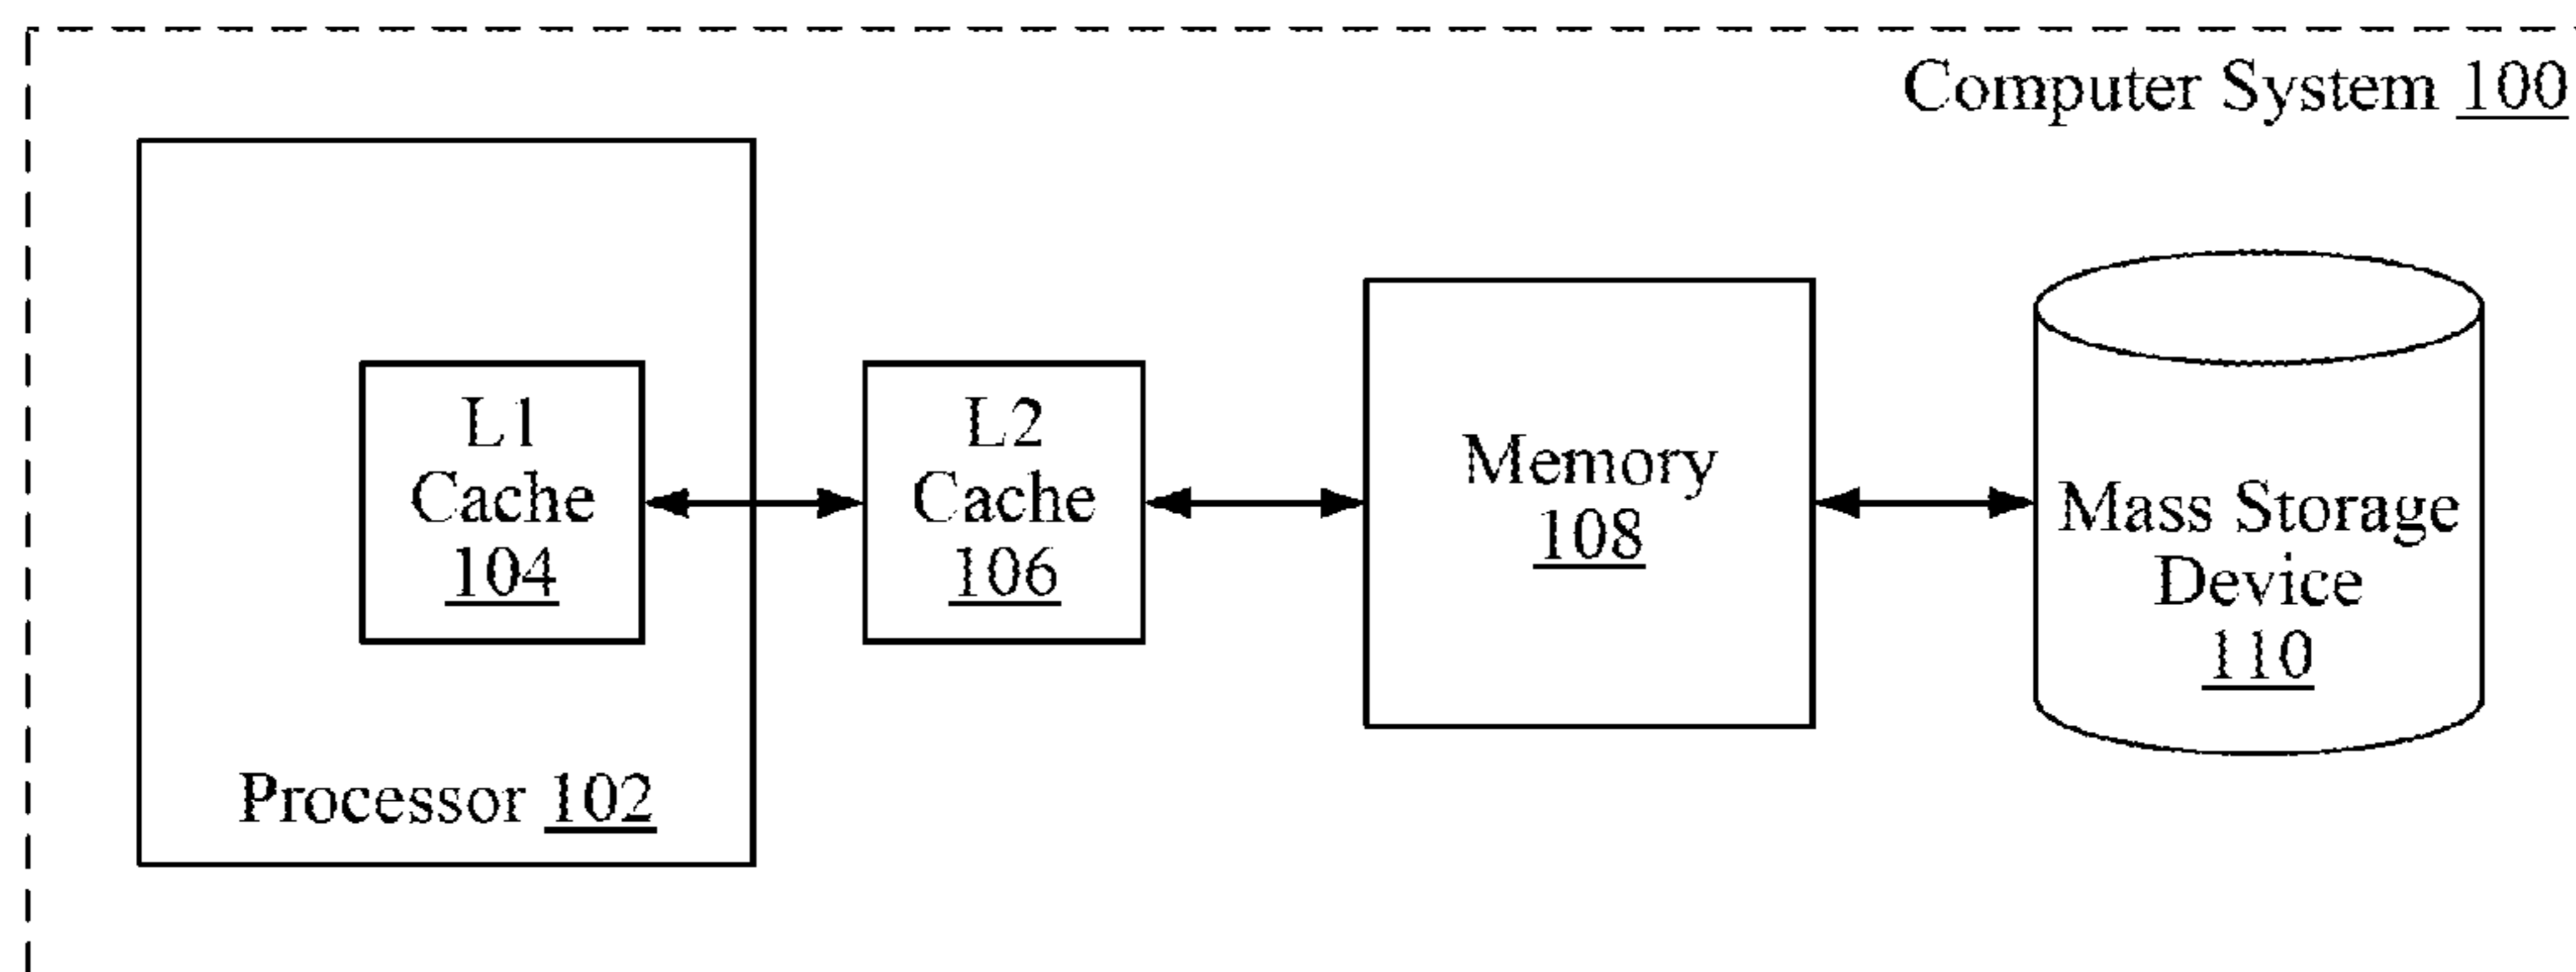 Computer System 100
L1
Cache
104
L2
Cache
106
Memory
108
Mass Storage
Device
110
Processor 102